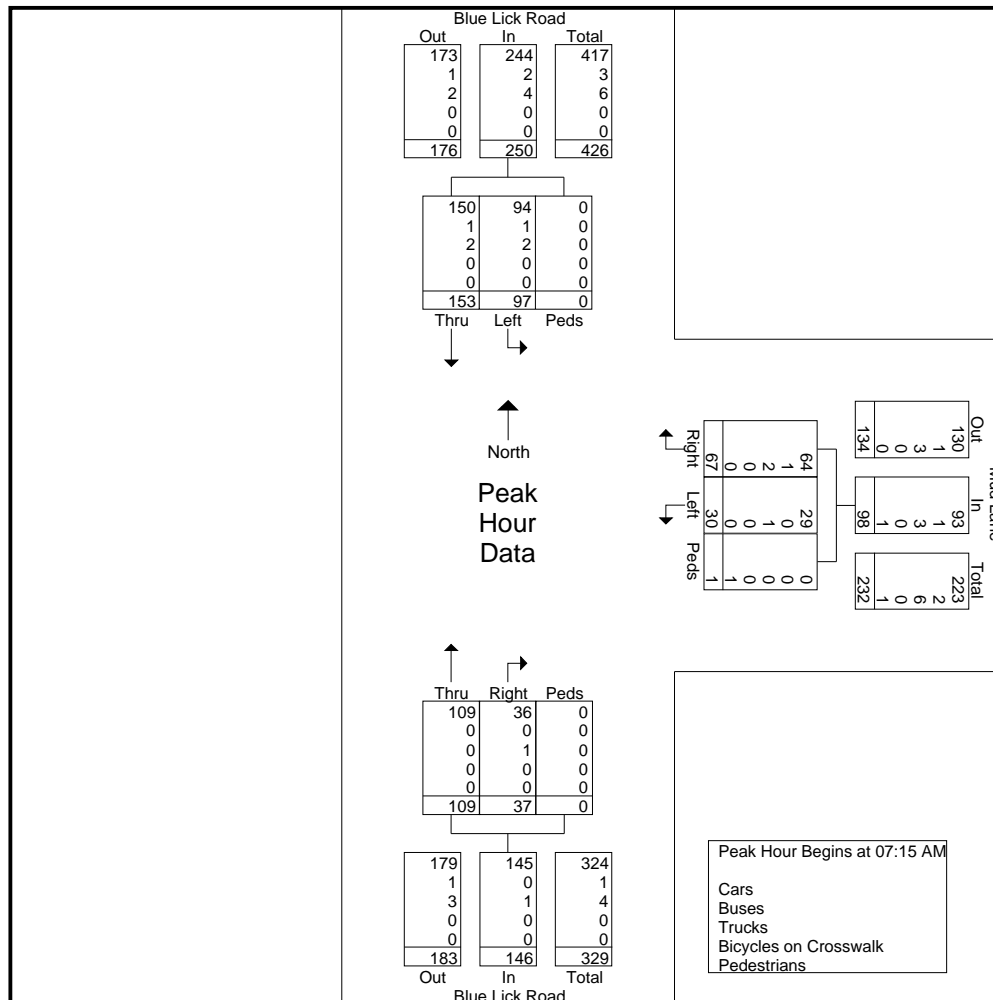 Blue Lick Road
Out In Total
173 244 417
1 2 3
2 4 6
0 0 0
0 0 0
176 250 426
150 94 0
1 1 0
2 2 0
0 0 0
0 0 0
153 97 0
Thru Left Peds
North
Peak
Hour
Data
Right
64
1
2
0
0
67
Left
29
0
1
0
0
30
Peds
0
0
0
0
1
1
Out
130
1
3
0
0
134
In
93
1
3
0
1
98
Total
223
2
6
0
1
232
Thru Right Peds
109 36 0
0 0 0
0 1 0
0 0 0
0 0 0
109 37 0
179 145 324
1 0 1
3 1 4
0 0 0
0 0 0
183 146 329
Out In Total
Blue Lick Road
Peak Hour Begins at 07:15 AM
Cars
Buses
Trucks
Bicycles on Crosswalk
Pedestrians